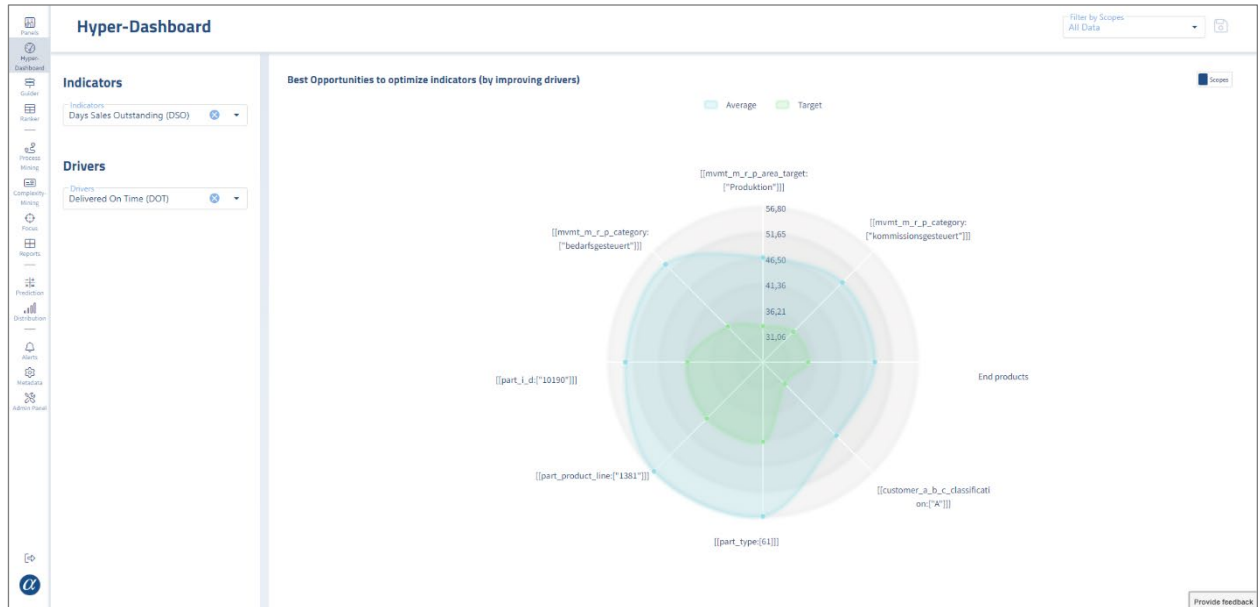 Panels
Hyper-
Dashboard
Guider
Ranker
Process
Mining
Complexity-
Mining
Focus
Reports
Prediction
Distribution
Alerts
Metadata
Admin Panel
α
Hyper-Dashboard
Filter by Scopes
All Data
Indicators
Indicators
Days Sales Outstanding (DSO)
Drivers
Drivers
Delivered On Time (DOT)
Best Opportunities to optimize indicators (by improving drivers)
Scopes
Average Target
[[mvmt_m_r_p_area_target:
["Produktion"]]]
[[mvmt_m_r_p_category:
["kommissionsgesteuert"]]]
[[mvmt_m_r_p_category:
["bedarfsgesteuert"]]]
56,80
51,65
46,50
41,36
36,21
31,06
[[part_i_d:["10190"]]]
End products
[[part_product_line:["1381"]]]
[[customer_a_b_c_classificati
on:["A"]]]
[[part_type:[61]]]
Provide feedback